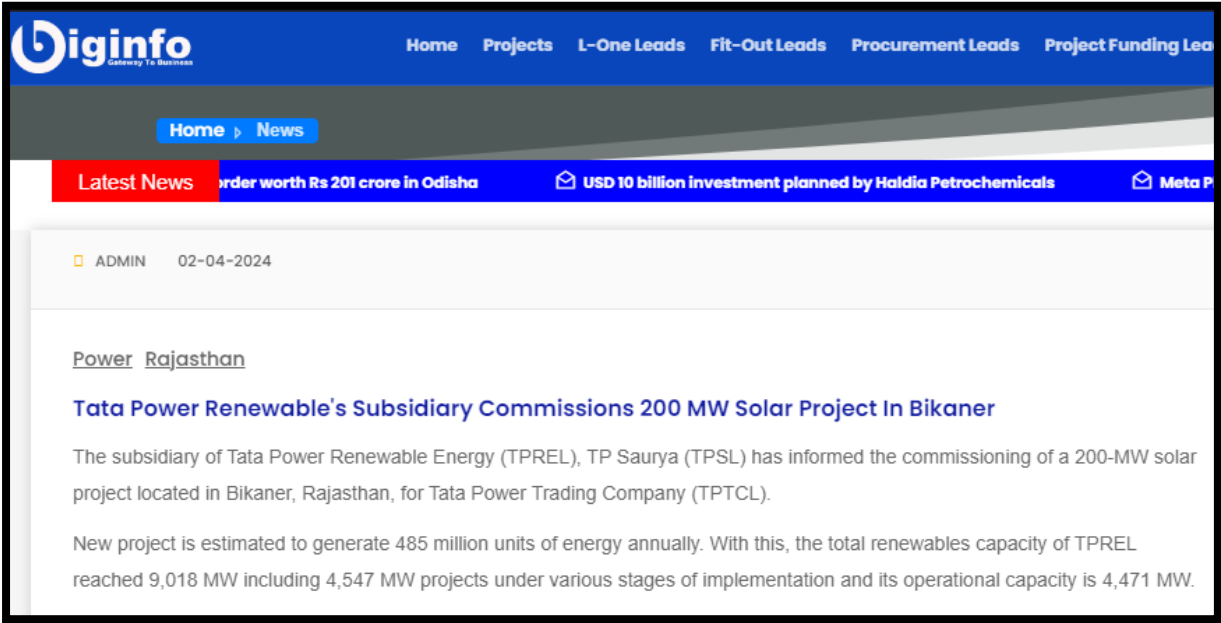 Biginfo
Gateway To Business
Home Projects L-One Leads Fit-Out Leads Procurement Leads Project Funding
Home News
Latest News order worth Rs 201 crore in Odisha USD 10 billion investment planned by Haldia Petrochemicals Meta
ADMIN 02-04-2024
Power Rajasthan
Tata Power Renewable's Subsidiary Commissions 200 MW Solar Project In Bikaner
The subsidiary of Tata Power Renewable Energy (TPREL), TP Saurya (TPSL) has informed the commissioning of a 200-MW solar
project located in Bikaner, Rajasthan, for Tata Power Trading Company (TPTCL).
New project is estimated to generate 485 million units of energy annually. With this, the total renewables capacity of TPREL
reached 9,018 MW including 4,547 MW projects under various stages of implementation and its operational capacity is 4,471 MW.